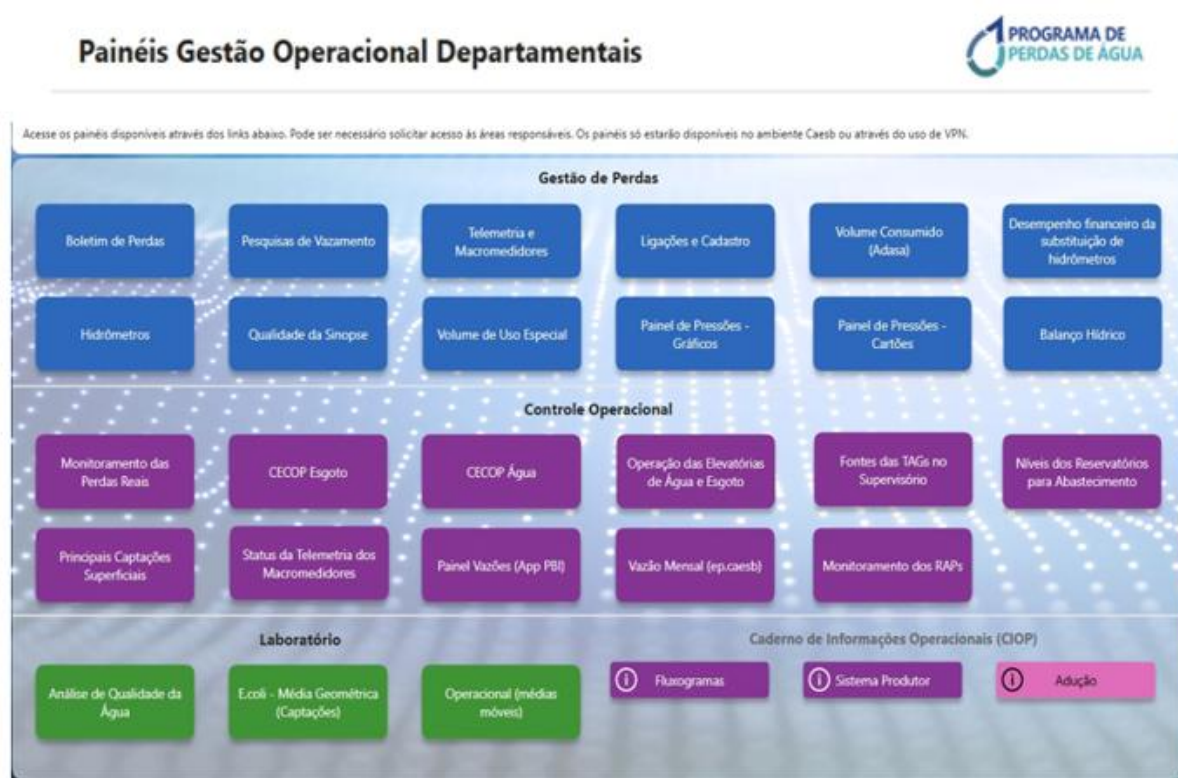 Painéis Gestão Operacional Departamentais
PROGRAMA DE
PERDAS DE ÁGUA
Acesse os painéis disponíveis através dos links abaixo. Pode ser necessário solicitar acesso às áreas responsáveis. Os painéis só estarão disponíveis no ambiente Caesb ou através do uso de VPN.
Gestão de Perdas
Boletim de Perdas
Pesquisas de Vazamento
Telemetria e
Macromedidores
Ligações e Cadastro
Volume Consumido
(Adasa)
Desempenho financeiro da
substituição de
hidrômetros
Hidrômetros
Qualidade da Sinopse
Volume de Uso Especial
Painel de Pressões -
Gráficos
Painel de Pressões -
Cartões
Balanço Hídrico
Controle Operacional
Monitoramento das
Perdas Reais
CECOP Esgoto
CECOP Água
Operação das Elevatórias
de Água e Esgoto
Fontes das TAGs no
Supervisório
Níveis dos Reservatórios
para Abastecimento
Principais Captações
Superficiais
Status da Telemetria dos
Macromedidores
Painel Vazões (App PBI)
Vazão Mensal (ep.caesb)
Monitoramento dos RAPs
Laboratório
Análise de Qualidade da
Água
E.coli - Média Geométrica
(Captações)
Operacional (médias
móveis)
Caderno de Informações Operacionais (CIOP)
Fluxogramas
Sistema Produtor
Adução